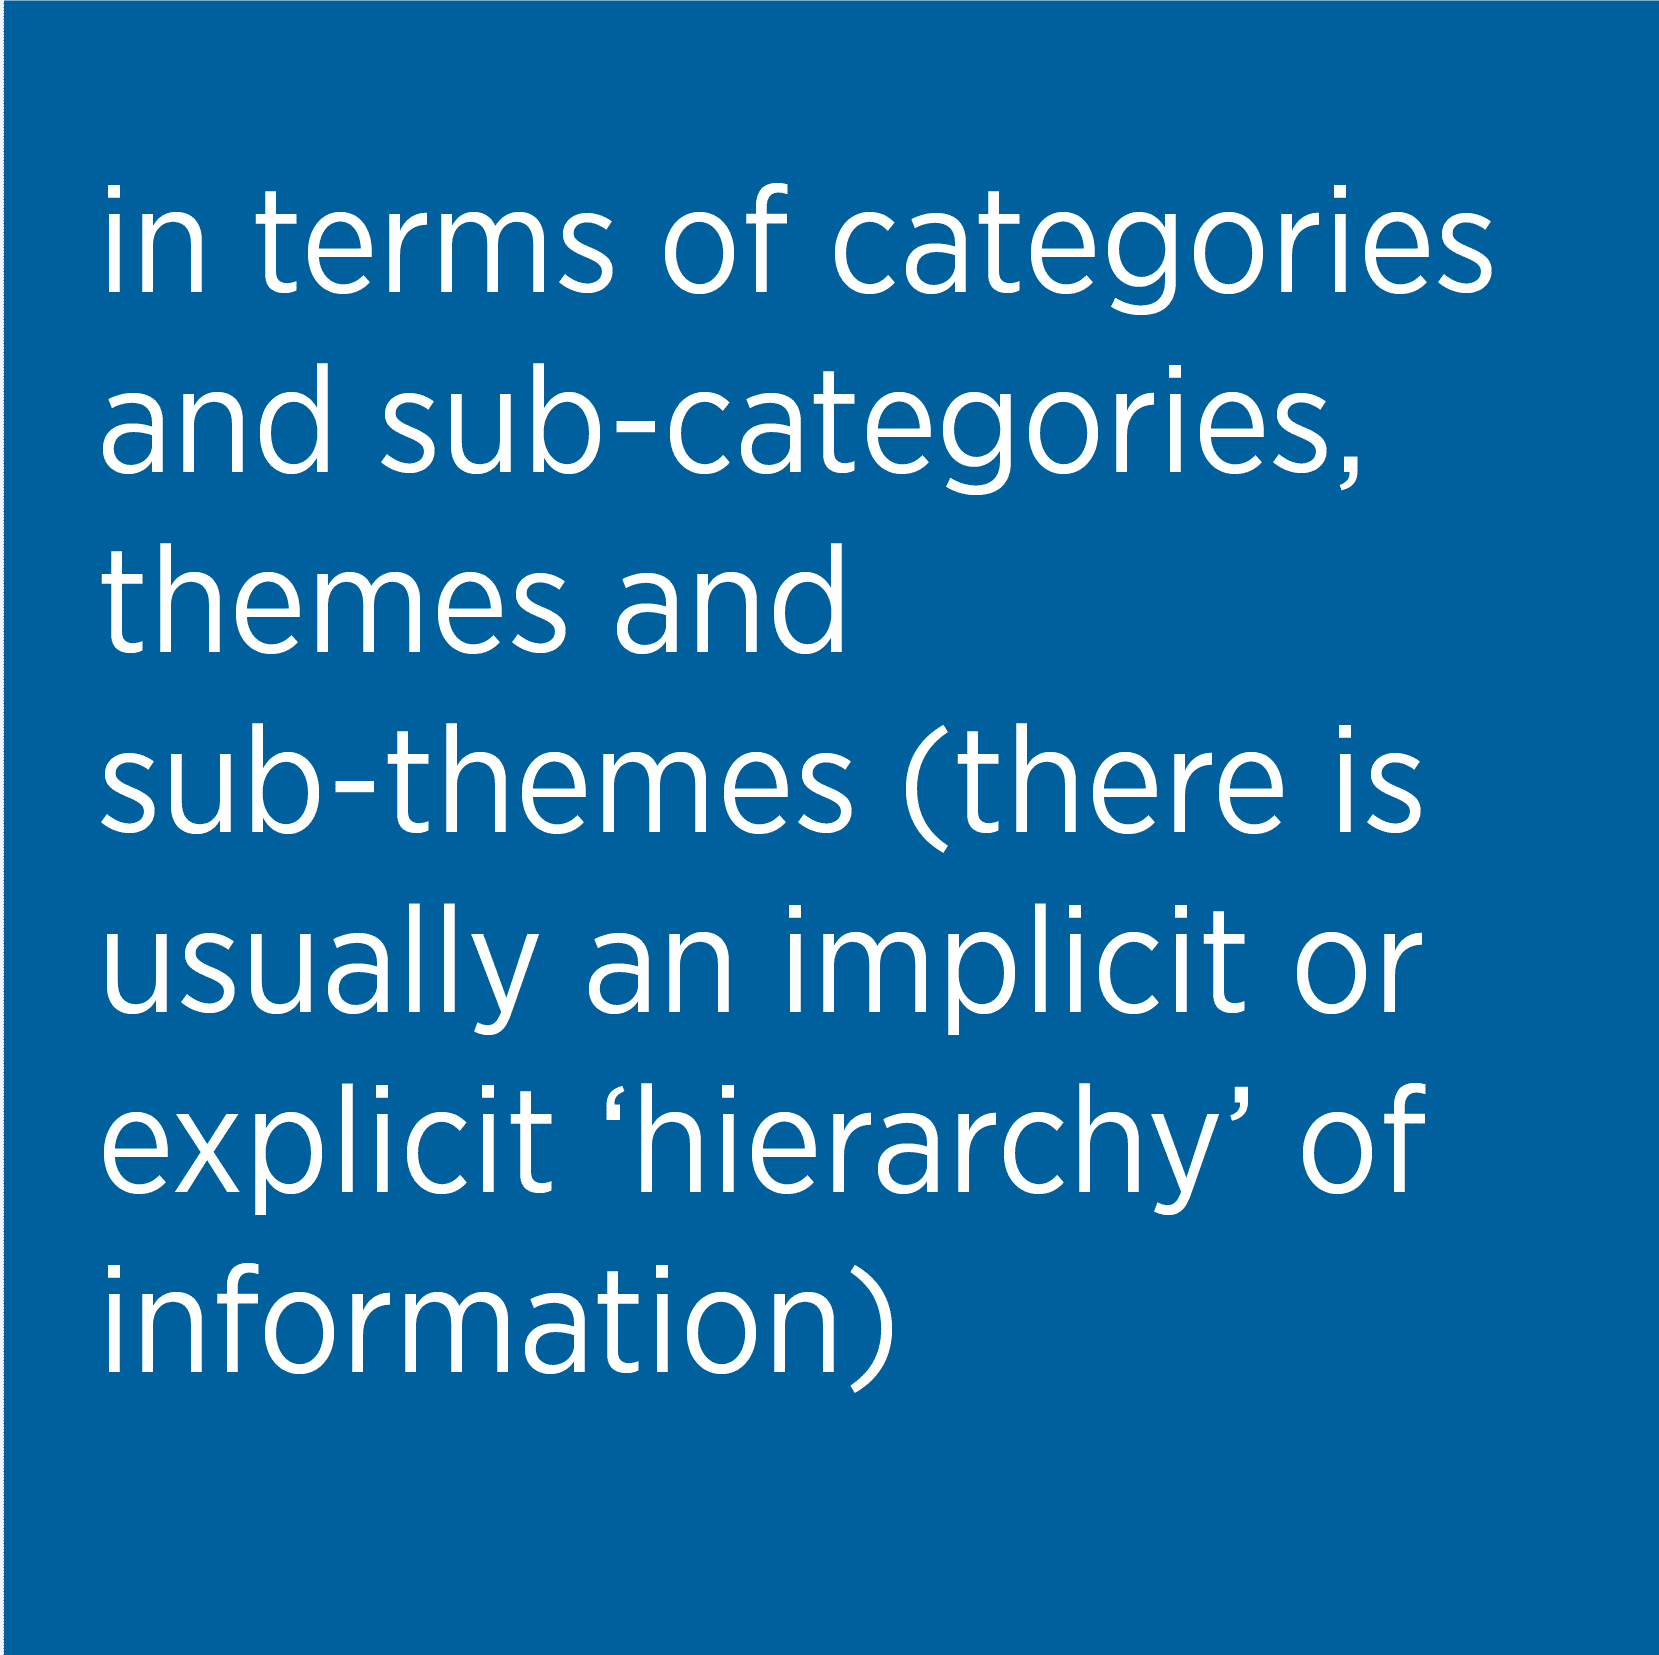 in terms of categories
and sub-categories,
themes and
sub-themes (there is
usually an implicit or
explicit ‘hierarchy’ of
information)